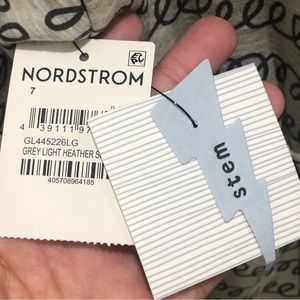 NORDSTROM
7
GL445226LG
GREY LIGHT HEATHER S
405708964185
stem